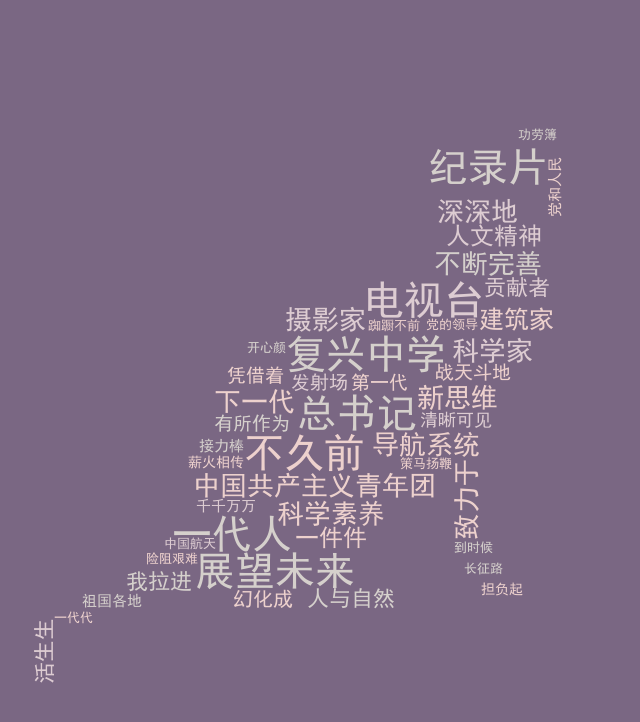 功劳簿
纪录片
党和人民
深深地
人文精神
不断完善
贡献者
电视台
摄影家
踟蹰不前
党的领导
建筑家
开心颜
复兴中学
科学家
凭借着
发射场
第一代
战天斗地
下一代
新思维
有所作为
总书记
清晰可见
接力棒
不久前
导航系统
薪火相传
策马扬鞭
中国共产主义青年团
致力于
千千万万
科学素养
一代人
一件件
中国航天
到时候
险阻艰难
展望未来
长征路
我拉进
担负起
祖国各地
幻化成
人与自然
一代代
活生生